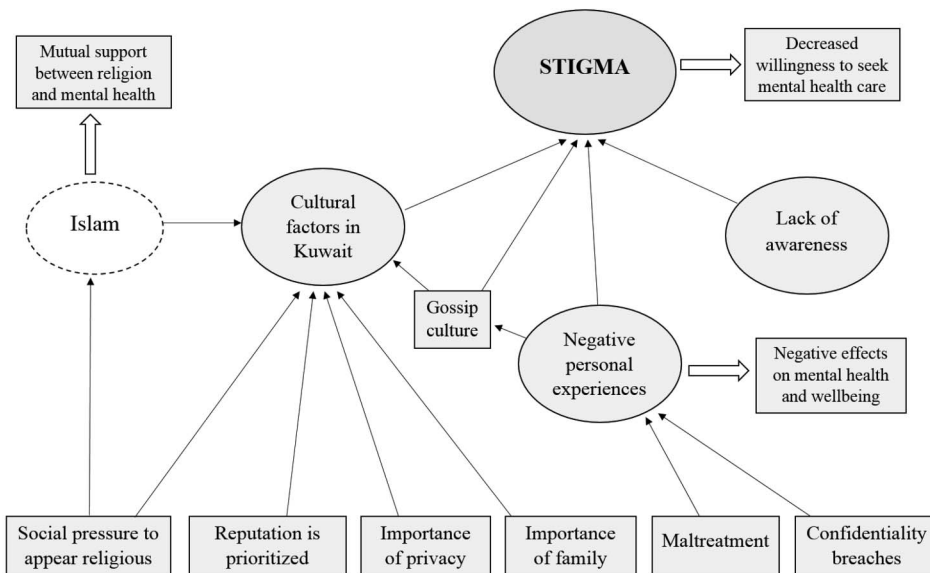 Mutual support
between religion
and mental health
STIGMA
Decreased
willingness to seek
mental health care
Islam
Cultural
factors in
Kuwait
Lack of
awareness
Gossip
culture
Negative
personal
experiences
Negative effects
on mental health
and wellbeing
Social pressure to
appear religious
Reputation is
prioritized
Importance
of privacy
Importance
of family
Maltreatment
Confidentiality
breaches